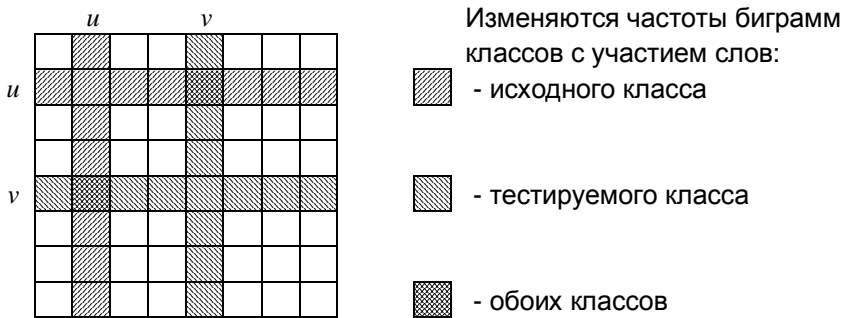 u v
Изменяются частоты биграмм
классов с участием слов:
u
- исходного класса
v
- тестируемого класса
- обоих классов